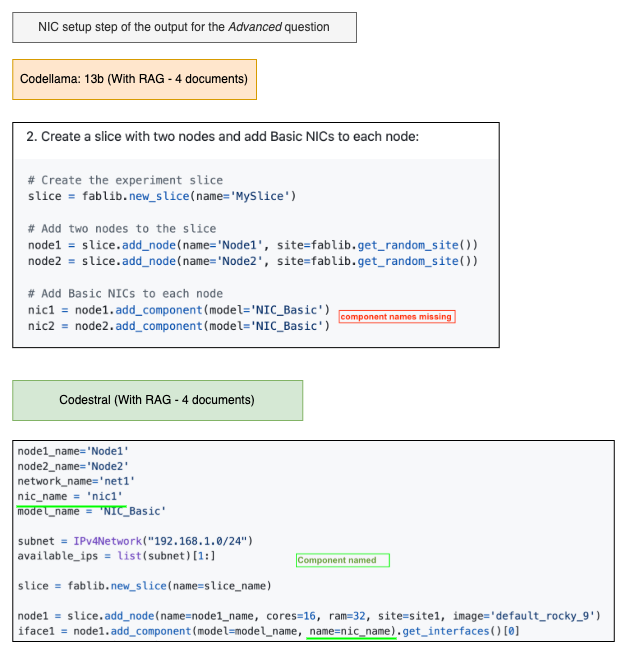 NIC setup step of the output for the Advanced question
Codellama: 13b (With RAG - 4 documents)
2. Create a slice with two nodes and add Basic NICs to each node:
# Create the experiment slice
slice = fablib.new_slice(name='MySlice')
# Add two nodes to the slice
node1 = slice.add_node(name='Node1', site=fablib.get_random_site())
node2 = slice.add_node(name='Node2', site=fablib.get_random_site())
# Add Basic NICs to each node
nic1 = node1.add_component(model='NIC_Basic')
component names missing
nic2 = node2.add_component(model='NIC_Basic')
Codestral (With RAG - 4 documents)
node1_name='Node1'
node2_name='Node2'
network_name='net1'
nic_name = 'nic1'
model_name = 'NIC_Basic'
subnet = IPv4Network("192.168.1.0/24")
available_ips = list(subnet)[1:]
Component named
slice = fablib.new_slice(name=slice_name)
node1 = slice.add_node(name=node1_name, cores=16, ram=32, site=site1, image='default_rocky_9')
iface1 = node1.add_component(model=model_name, name=nic_name).get_interfaces()[0]